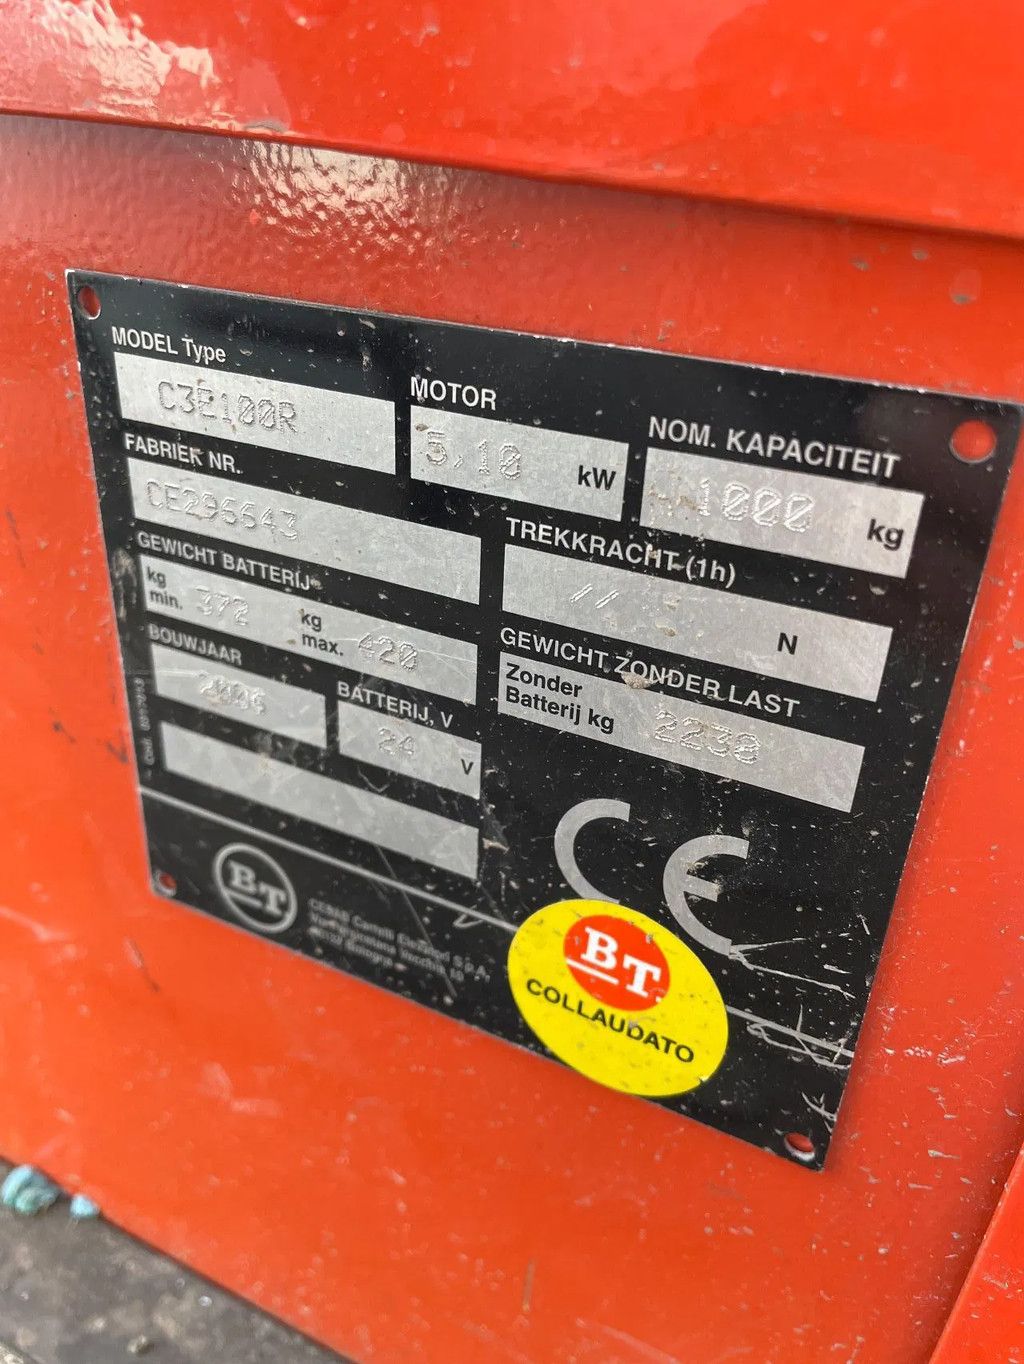 MODEL Type
C3E100R
MOTOR
5,10 kW
NOM. KAPACITEIT
1000 kg
FABRIEK NR.
CE296643
TREKKRACHT (1h)
// N
GEWICHT BATTERIJ
kg min. 372 kg max. 420
GEWICHT ZONDER LAST
Zonder Batterij kg 2230
BOUWJAAR
BATTERIJ, V
24 V
CE
BT
S.P.A.
Bologna
BT
COLLAUDATO